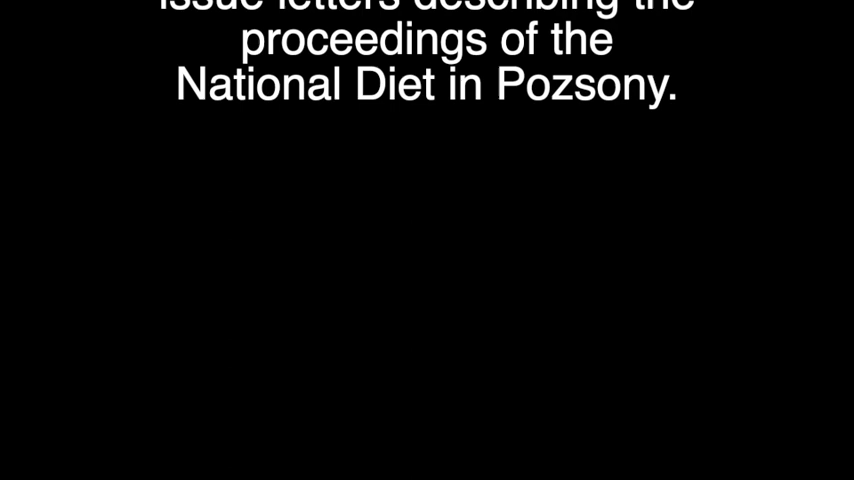 issue letters describing the
proceedings of the
National Diet in Pozsony.